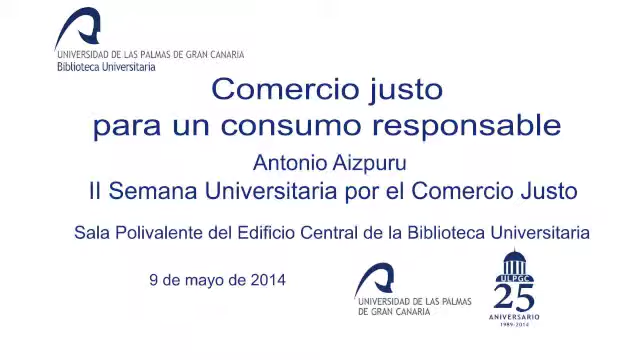 UNIVERSIDAD DE LAS PALMAS DE GRAN CANARIA
Biblioteca Universitaria
Comercio justo
para un consumo responsable
Antonio Aizpuru
II Semana Universitaria por el Comercio Justo
Sala Polivalente del Edificio Central de la Biblioteca Universitaria
9 de mayo de 2014
UNIVERSIDAD DE LAS PALMAS
DE GRAN CANARIA
ULPGC
25
ANIVERSARIO
1989-2014